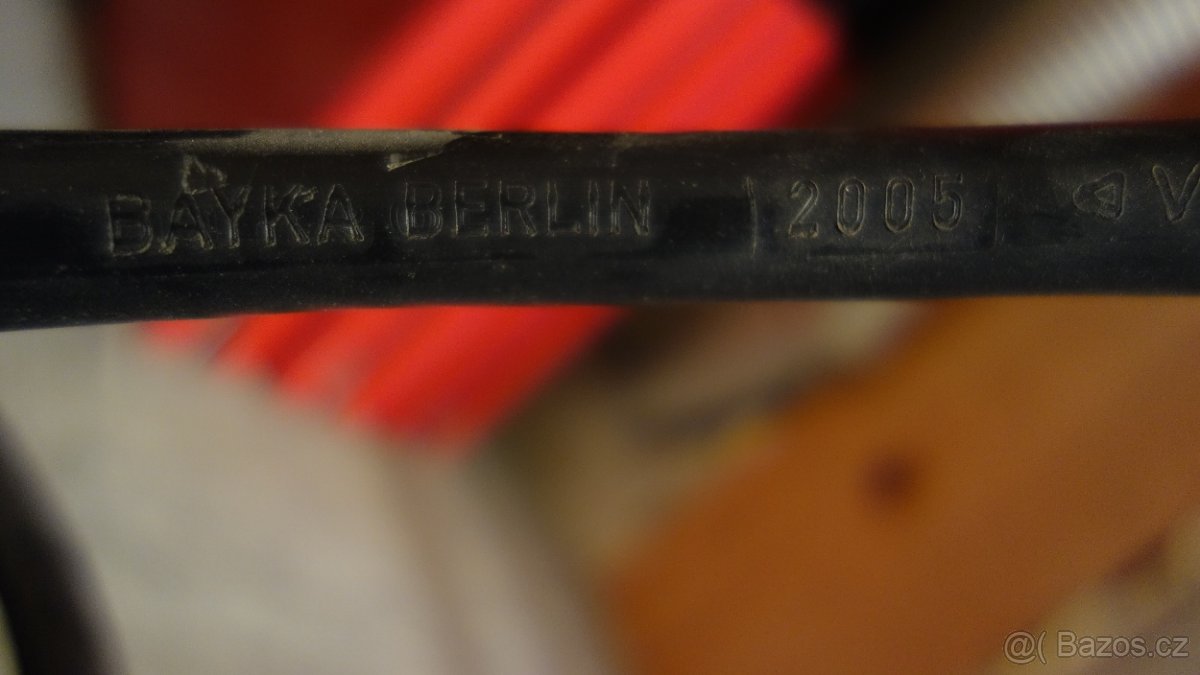 BAYKA BERLIN | 2005 | ◁ V
@( Bazos.cz